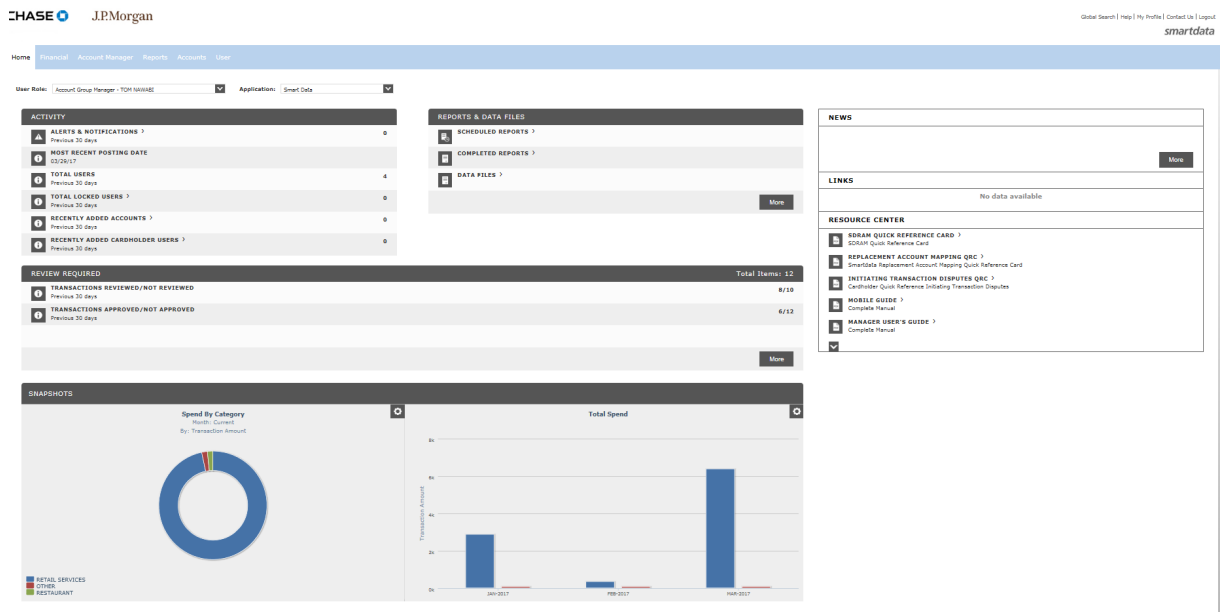 CHASE J.P.Morgan
Global Search | Help | My Profile | Contact Us | Logout
smartdata
Home Financial Account Manager Reports Accounts User
User Role: Account Group Manager - TOM NAWABI Application: Smart Data
ACTIVITY
ALERTS & NOTIFICATIONS > 0
Previous 30 days
MOST RECENT POSTING DATE
03/29/17
TOTAL USERS 4
Previous 30 days
TOTAL LOCKED USERS > 0
Previous 30 days
RECENTLY ADDED ACCOUNTS > 0
Previous 30 days
RECENTLY ADDED CARDHOLDER USERS > 0
Previous 30 days
REPORTS & DATA FILES
SCHEDULED REPORTS >
COMPLETED REPORTS >
DATA FILES >
More
NEWS
More
LINKS
No data available
RESOURCE CENTER
SDRAM QUICK REFERENCE CARD >
SDRAM Quick Reference Card
REPLACEMENT ACCOUNT MAPPING QRC >
Smartdata Replacement Account Mapping Quick Reference Card
INITIATING TRANSACTION DISPUTES QRC >
Cardholder Quick Reference Initiating Transaction Disputes
MOBILE GUIDE >
Complete Manual
MANAGER USER'S GUIDE >
Complete Manual
REVIEW REQUIRED Total Items: 12
TRANSACTIONS REVIEWED/NOT REVIEWED 8/10
Previous 30 days
TRANSACTIONS APPROVED/NOT APPROVED 6/12
Previous 30 days
More
SNAPSHOTS
Spend By Category
Month: Current
By: Transaction Amount
RETAIL SERVICES
OTHER
RESTAURANT
Total Spend
Transaction Amount
8k
6k
4k
2k
0k
JAN-2017 FEB-2017 MAR-2017